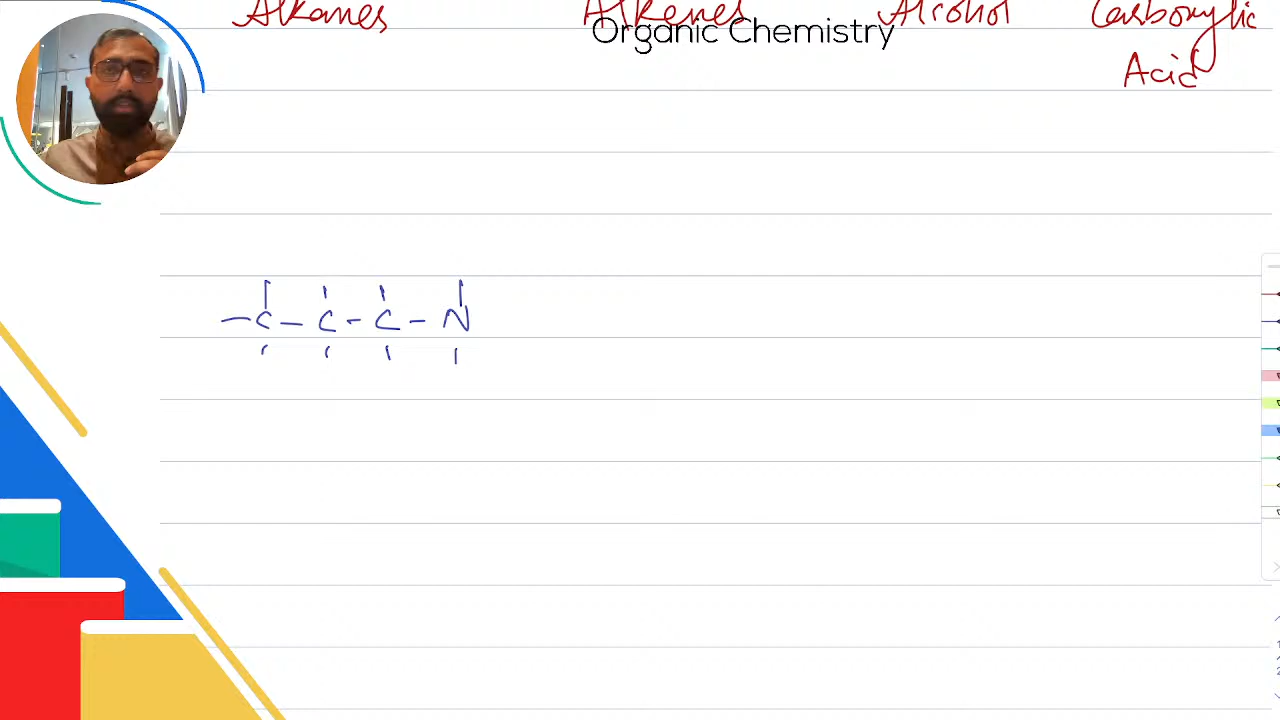 Alkanes Alkenes Alcohol Carboxylic
Organic Chemistry
Acid
- C - C - C - N